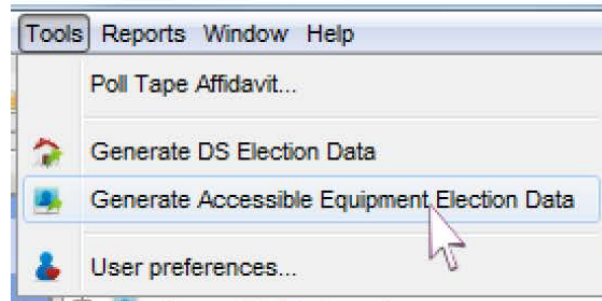 Tools Reports Window Help
Poll Tape Affidavit...
Generate DS Election Data
Generate Accessible Equipment Election Data
User preferences...